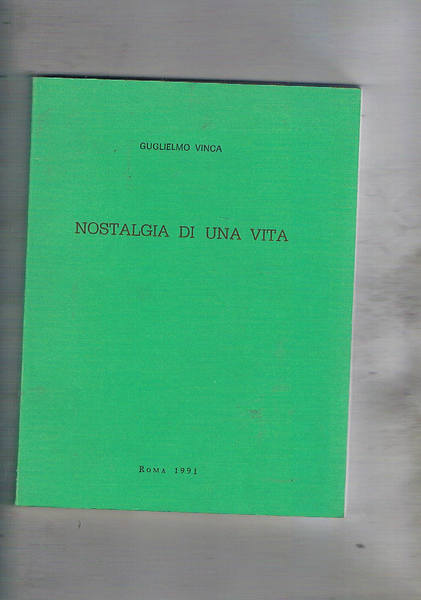 GUGLIELMO VINCA
NOSTALGIA DI UNA VITA
ROMA 1991